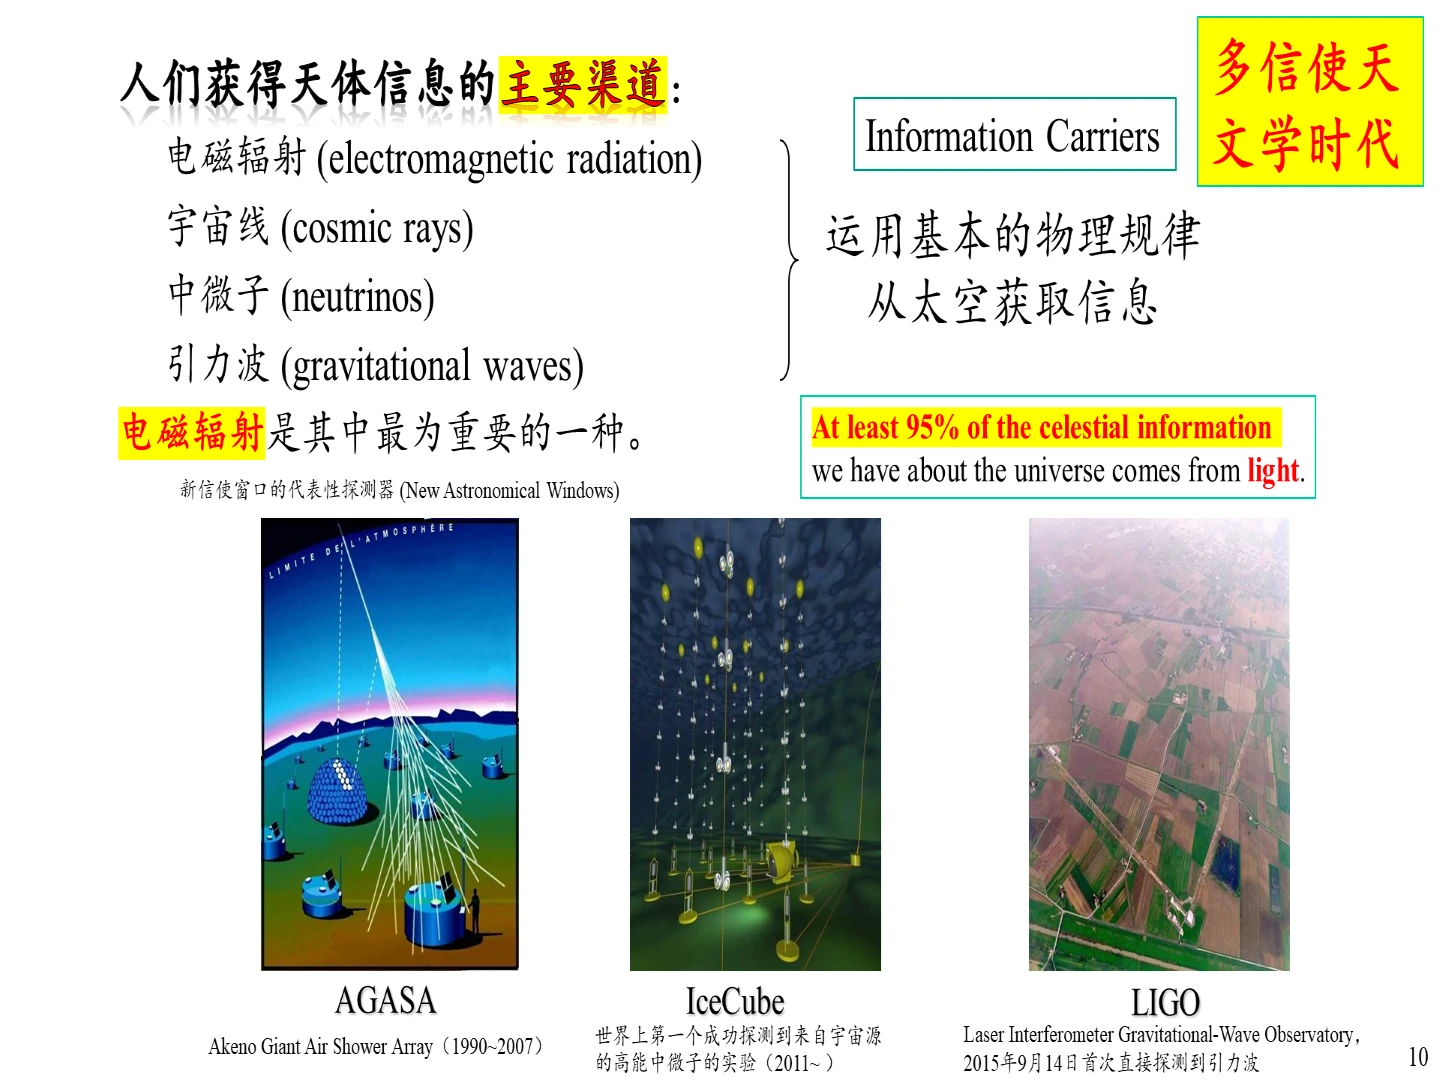 人们获得天体信息的主要渠道：
电磁辐射 (electromagnetic radiation)
宇宙线 (cosmic rays)
中微子 (neutrinos)
引力波 (gravitational waves)
电磁辐射是其中最为重要的一种。
Information Carriers
多信使天
文学时代
运用基本的物理规律
从太空获取信息
At least 95% of the celestial information
we have about the universe comes from light.
新信使窗口的代表性探测器 (New Astronomical Windows)
LIMITE DE L'ATMOSPHÈRE
AGASA
Akeno Giant Air Shower Array（1990~2007）
IceCube
世界上第一个成功探测到来自宇宙源
的高能中微子的实验（2011~ ）
LIGO
Laser Interferometer Gravitational-Wave Observatory，
2015年9月14日首次直接探测到引力波
10